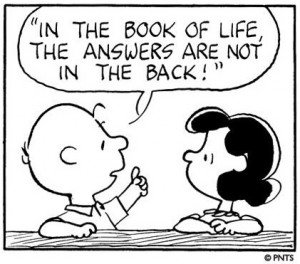 "IN THE BOOK OF LIFE,
THE ANSWERS ARE NOT
IN THE BACK!"
© PNTS